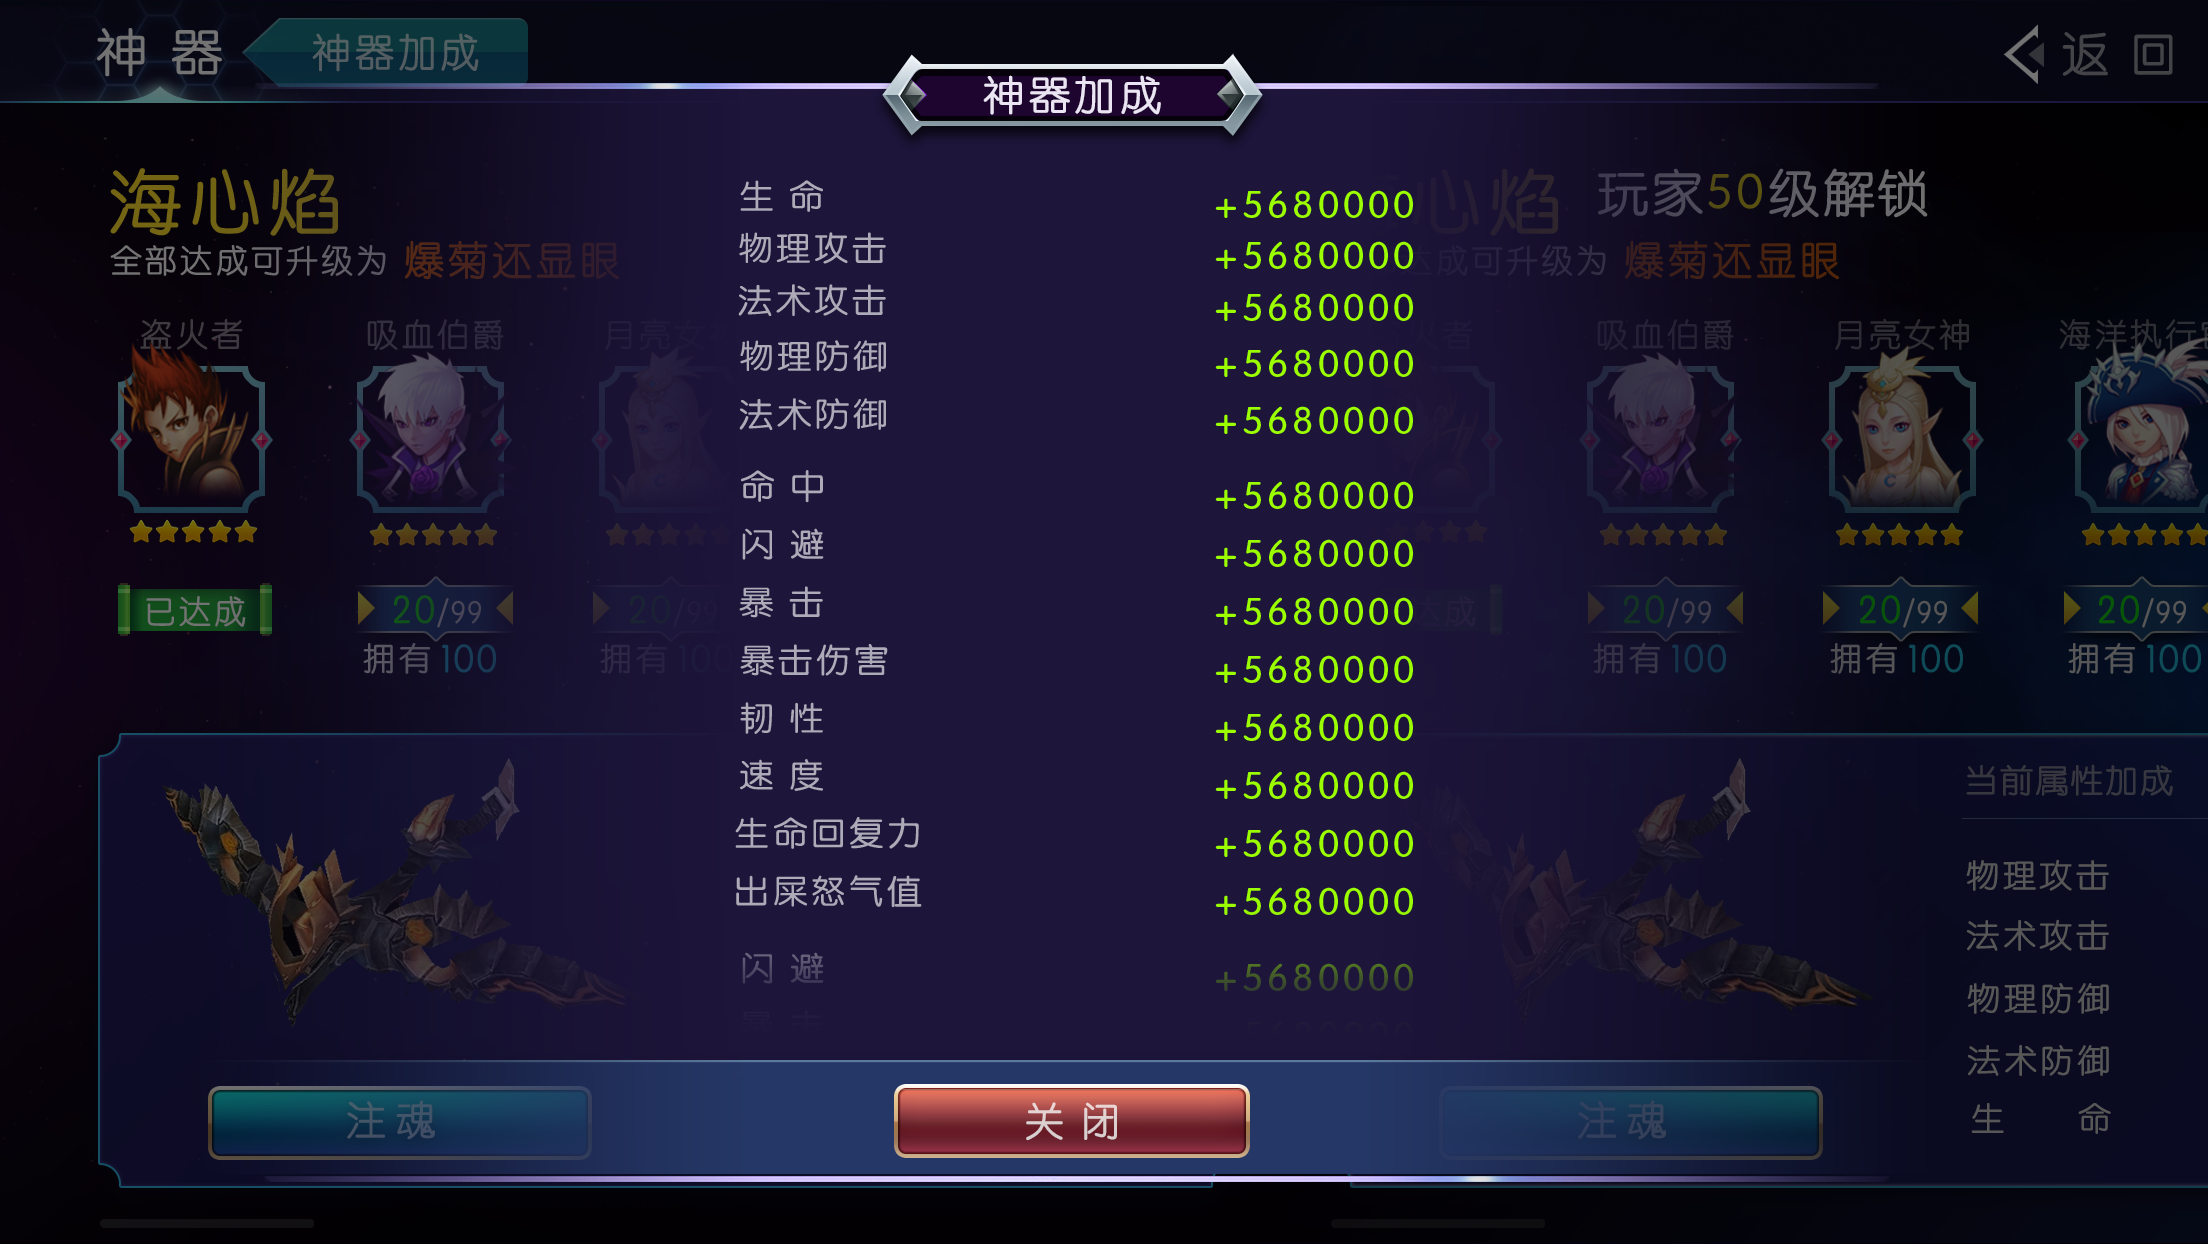 神 器
神器加成
返 回
神器加成
海心焰
全部达成可升级为 爆菊还显眼
心焰 玩家50级解锁
达成可升级为 爆菊还显眼
盗火者
吸血伯爵
月亮女
吸血伯爵
月亮女神
海洋执行官
已达成
20/99
拥有100
20/99
拥有100
达成
20/99
拥有100
20/99
拥有100
20/99
拥有100
生 命 +5680000
物理攻击 +5680000
法术攻击 +5680000
物理防御 +5680000
法术防御 +5680000
命 中 +5680000
闪 避 +5680000
暴 击 +5680000
暴击伤害 +5680000
韧 性 +5680000
速 度 +5680000
生命回复力 +5680000
出屎怒气值 +5680000
闪 避 +5680000
当前属性加成
物理攻击
法术攻击
物理防御
法术防御
生 命
注 魂
关 闭
注 魂